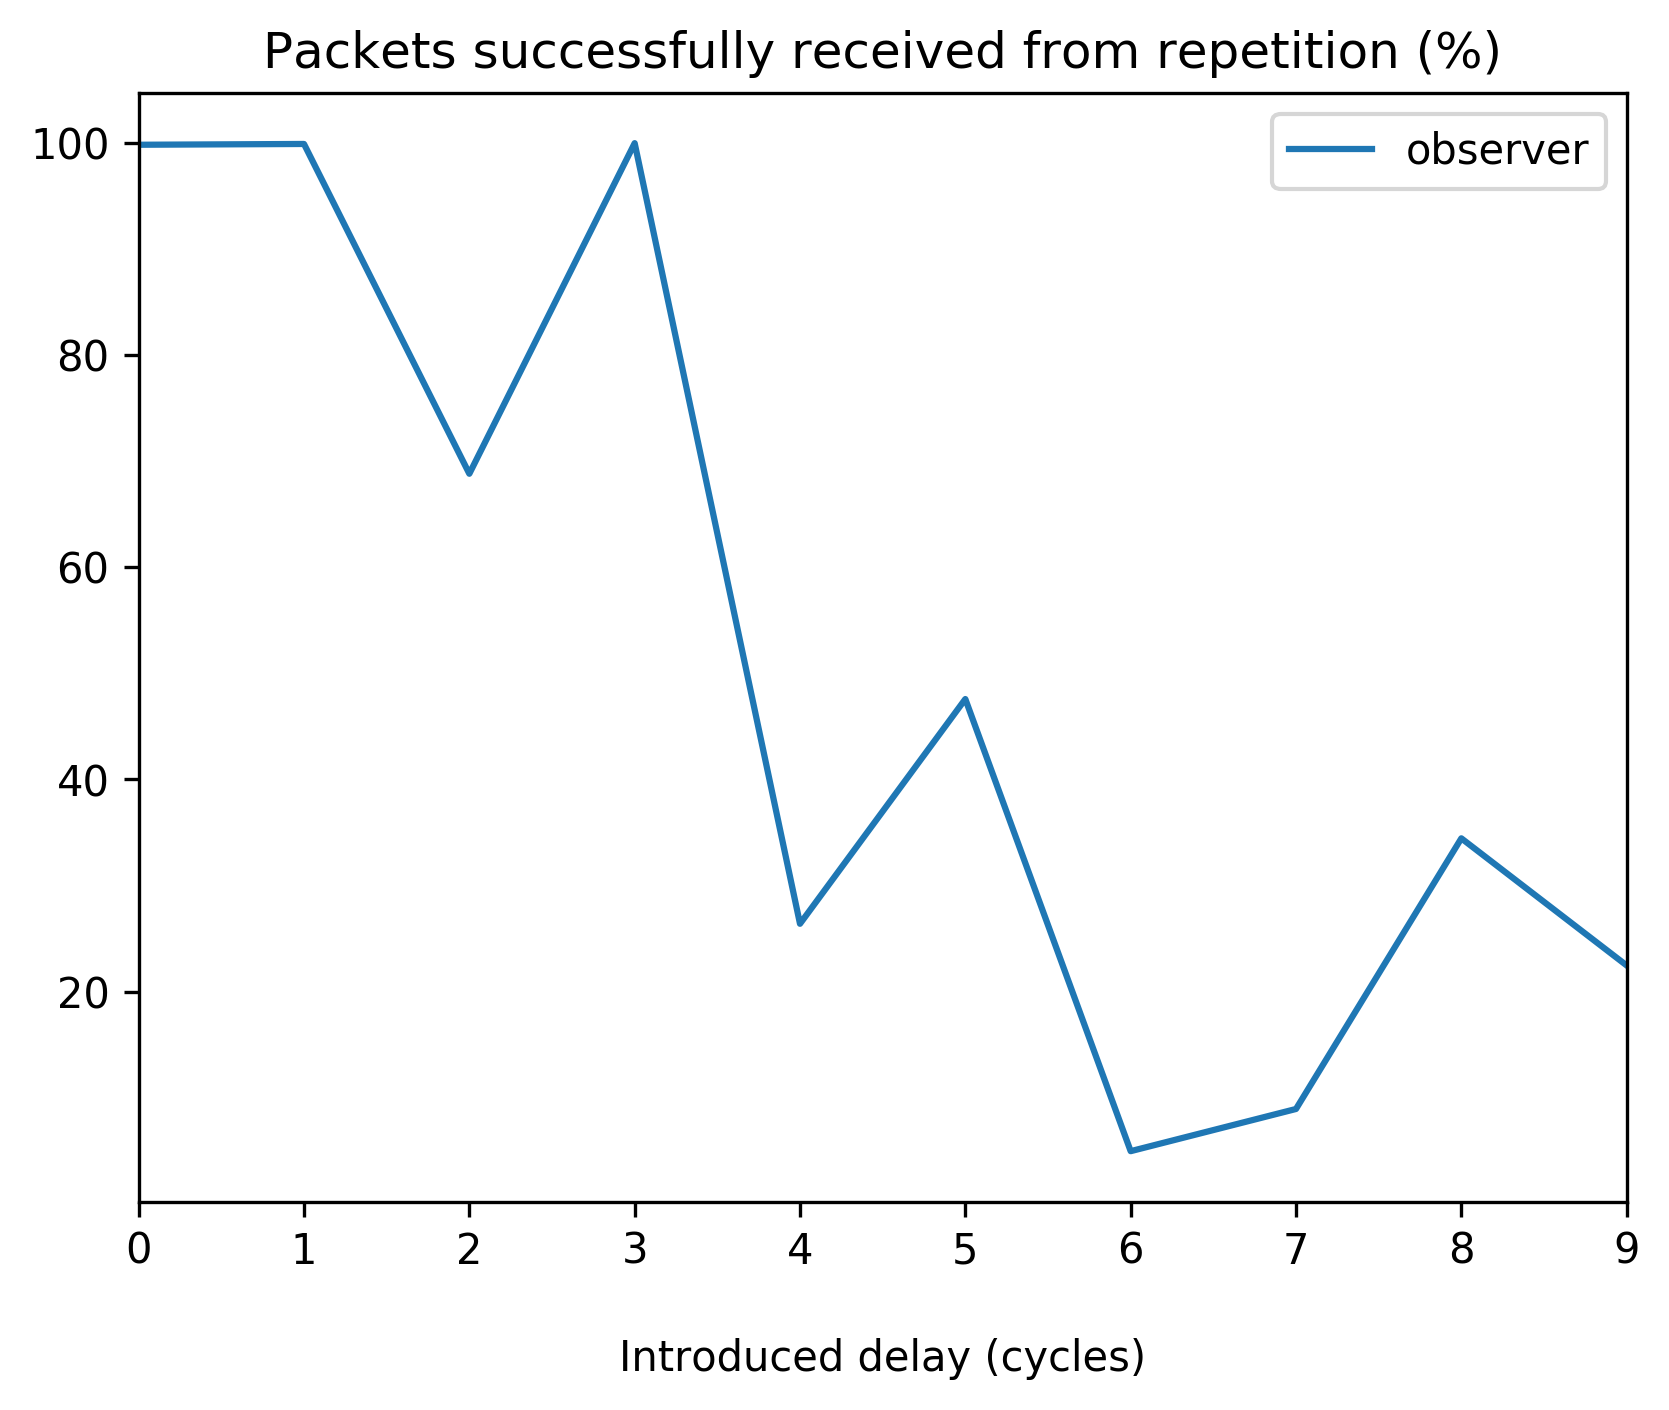 Packets successfully received from repetition (%)
observer
100
80
60
40
20
0 1 2 3 4 5 6 7 8 9
Introduced delay (cycles)